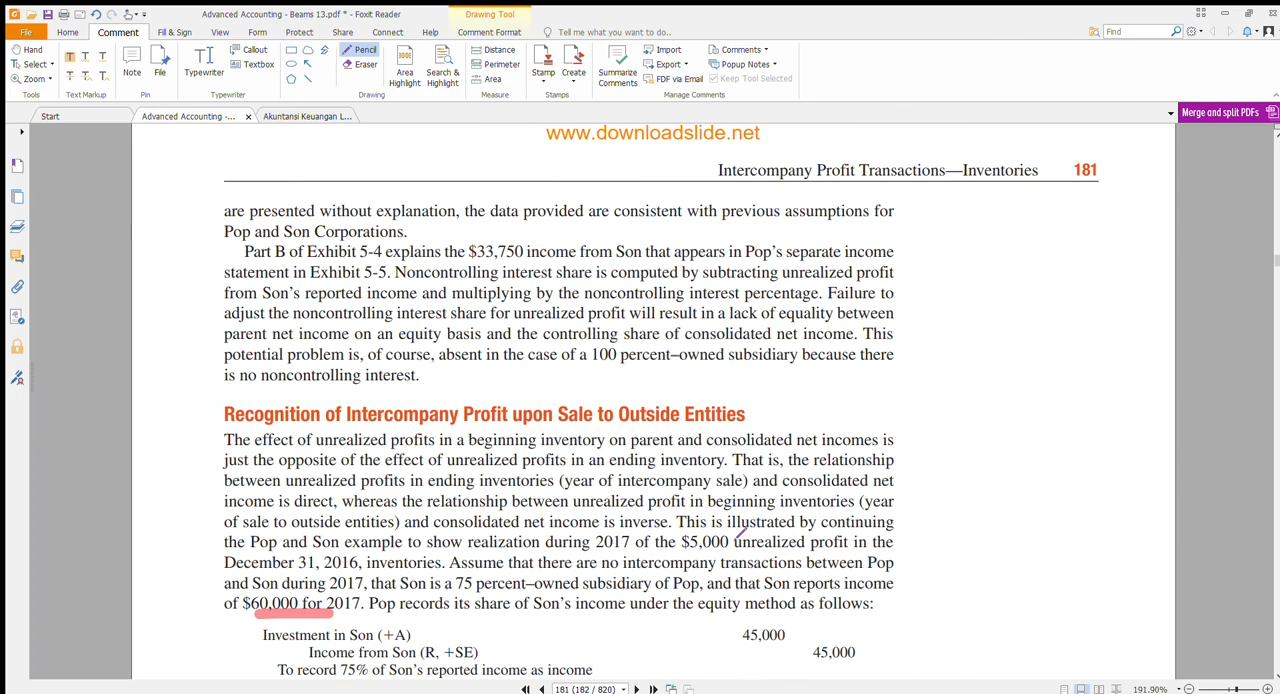 Advanced Accounting - Beams 13.pdf * - Foxit Reader
Drawing Tool
File Home Comment Fill & Sign View Form Protect Share Connect Help Comment Format Tell me what you want to do... Find
Hand
Select
Zoom
Tools
Text Markup
Note
File
Pin
Typewriter
Callout
Textbox
Typewriter
Pencil
Eraser
Drawing
Area Highlight
Search & Highlight
Distance
Perimeter
Area
Measure
Stamp
Create
Stamps
Summarize Comments
Import
Export
FDF via Email
Comments
Popup Notes
Keep Tool Selected
Manage Comments
Start
Advanced Accounting -...
Akuntansi Keuangan L...
Merge and split PDFs
www.downloadslide.net
Intercompany Profit Transactions—Inventories 181
are presented without explanation, the data provided are consistent with previous assumptions for
Pop and Son Corporations.
Part B of Exhibit 5-4 explains the $33,750 income from Son that appears in Pop's separate income
statement in Exhibit 5-5. Noncontrolling interest share is computed by subtracting unrealized profit
from Son's reported income and multiplying by the noncontrolling interest percentage. Failure to
adjust the noncontrolling interest share for unrealized profit will result in a lack of equality between
parent net income on an equity basis and the controlling share of consolidated net income. This
potential problem is, of course, absent in the case of a 100 percent–owned subsidiary because there
is no noncontrolling interest.
Recognition of Intercompany Profit upon Sale to Outside Entities
The effect of unrealized profits in a beginning inventory on parent and consolidated net incomes is
just the opposite of the effect of unrealized profits in an ending inventory. That is, the relationship
between unrealized profits in ending inventories (year of intercompany sale) and consolidated net
income is direct, whereas the relationship between unrealized profit in beginning inventories (year
of sale to outside entities) and consolidated net income is inverse. This is illustrated by continuing
the Pop and Son example to show realization during 2017 of the $5,000 unrealized profit in the
December 31, 2016, inventories. Assume that there are no intercompany transactions between Pop
and Son during 2017, that Son is a 75 percent–owned subsidiary of Pop, and that Son reports income
of $60,000 for 2017. Pop records its share of Son's income under the equity method as follows:
Investment in Son (+A) 45,000
Income from Son (R, +SE) 45,000
To record 75% of Son's reported income as income
181 (182 / 820)
191.90%